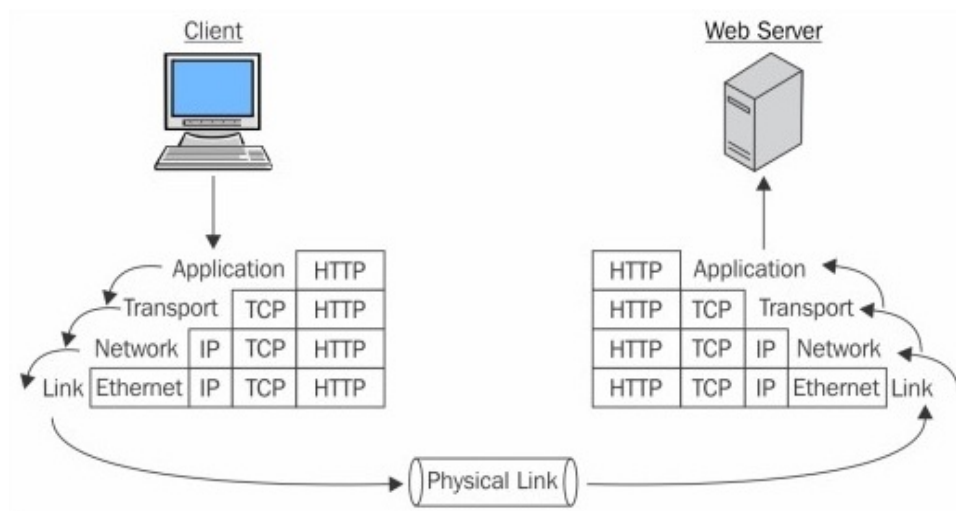 Client
Web Server
Application HTTP
HTTP Application
Transport TCP HTTP
HTTP TCP Transport
Network IP TCP HTTP
HTTP TCP IP Network
Link Ethernet IP TCP HTTP
HTTP TCP IP Ethernet Link
Physical Link